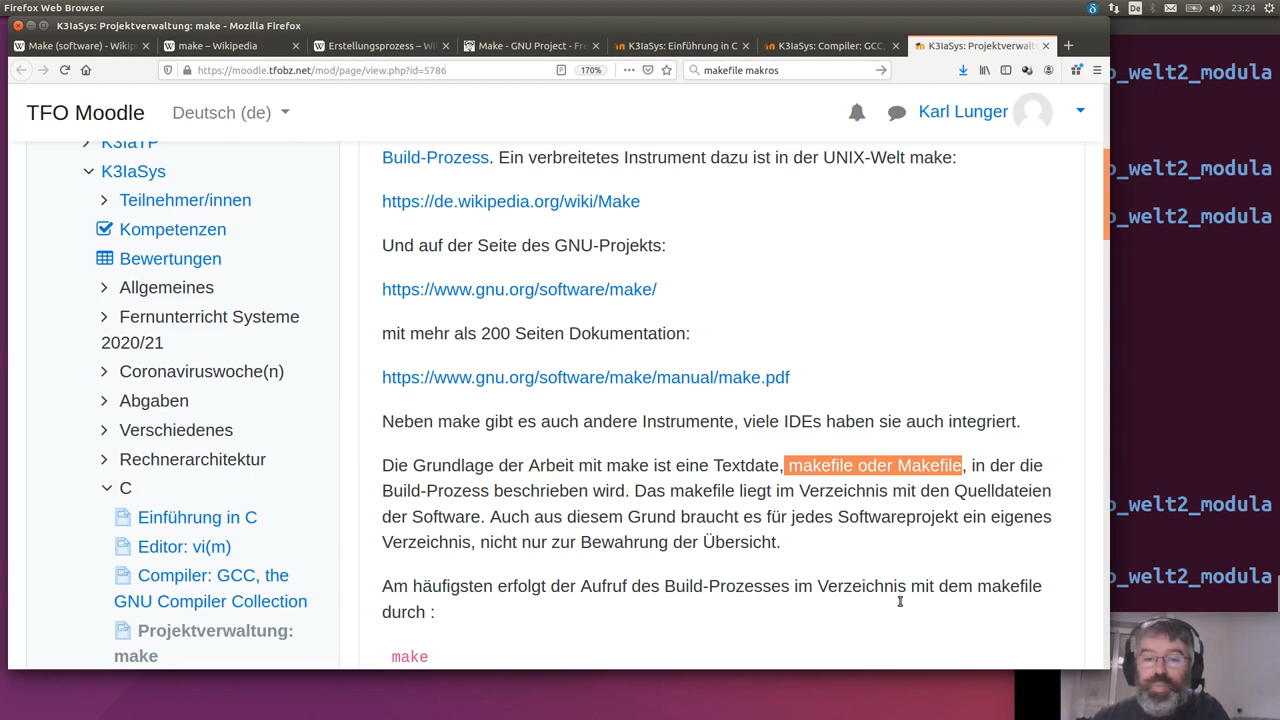 Firefox Web Browser
De
23:24
K3IaSys: Projektverwaltung: make - Mozilla Firefox
Make (software) - Wikip
make – Wikipedia
Erstellungsprozess – Wi
Make - GNU Project - Fre
K3IaSys: Einführung in C
K3IaSys: Compiler: GCC,
K3IaSys: Projektverwalt
https://moodle.tfobz.net/mod/page/view.php?id=5786
170%
makefile makros
TFO Moodle
Deutsch (de)
Karl Lunger
K3IaTP
K3IaSys
Teilnehmer/innen
Kompetenzen
Bewertungen
Allgemeines
Fernunterricht Systeme
2020/21
Coronaviruswoche(n)
Abgaben
Verschiedenes
Rechnerarchitektur
C
Einführung in C
Editor: vi(m)
Compiler: GCC, the
GNU Compiler Collection
Projektverwaltung:
make
Build-Prozess. Ein verbreitetes Instrument dazu ist in der UNIX-Welt make:
https://de.wikipedia.org/wiki/Make
Und auf der Seite des GNU-Projekts:
https://www.gnu.org/software/make/
mit mehr als 200 Seiten Dokumentation:
https://www.gnu.org/software/make/manual/make.pdf
Neben make gibt es auch andere Instrumente, viele IDEs haben sie auch integriert.
Die Grundlage der Arbeit mit make ist eine Textdate, makefile oder Makefile, in der die
Build-Prozess beschrieben wird. Das makefile liegt im Verzeichnis mit den Quelldateien
der Software. Auch aus diesem Grund braucht es für jedes Softwareprojekt ein eigenes
Verzeichnis, nicht nur zur Bewahrung der Übersicht.
Am häufigsten erfolgt der Aufruf des Build-Prozesses im Verzeichnis mit dem makefile
durch :
make
o_welt2_modula
o_welt2_modula
o_welt2_modula
o_welt2_modula
o_welt2_modula